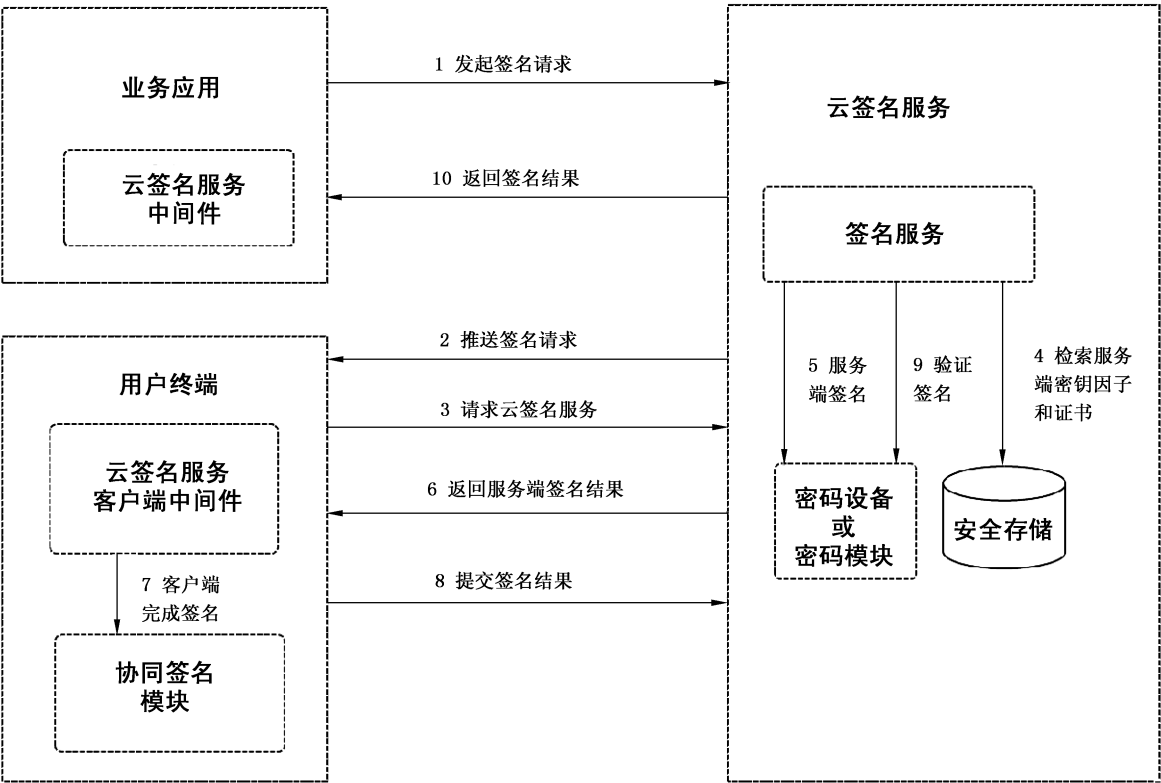 业务应用
云签名服务
中间件
1 发起签名请求
10 返回签名结果
云签名服务
签名服务
2 推送签名请求
3 请求云签名服务
6 返回服务端签名结果
8 提交签名结果
5 服务
端签名
9 验证
签名
4 检索服务
端密钥因子
和证书
密码设备
或
密码模块
安全存储
用户终端
云签名服务
客户端中间件
7 客户端
完成签名
协同签名
模块